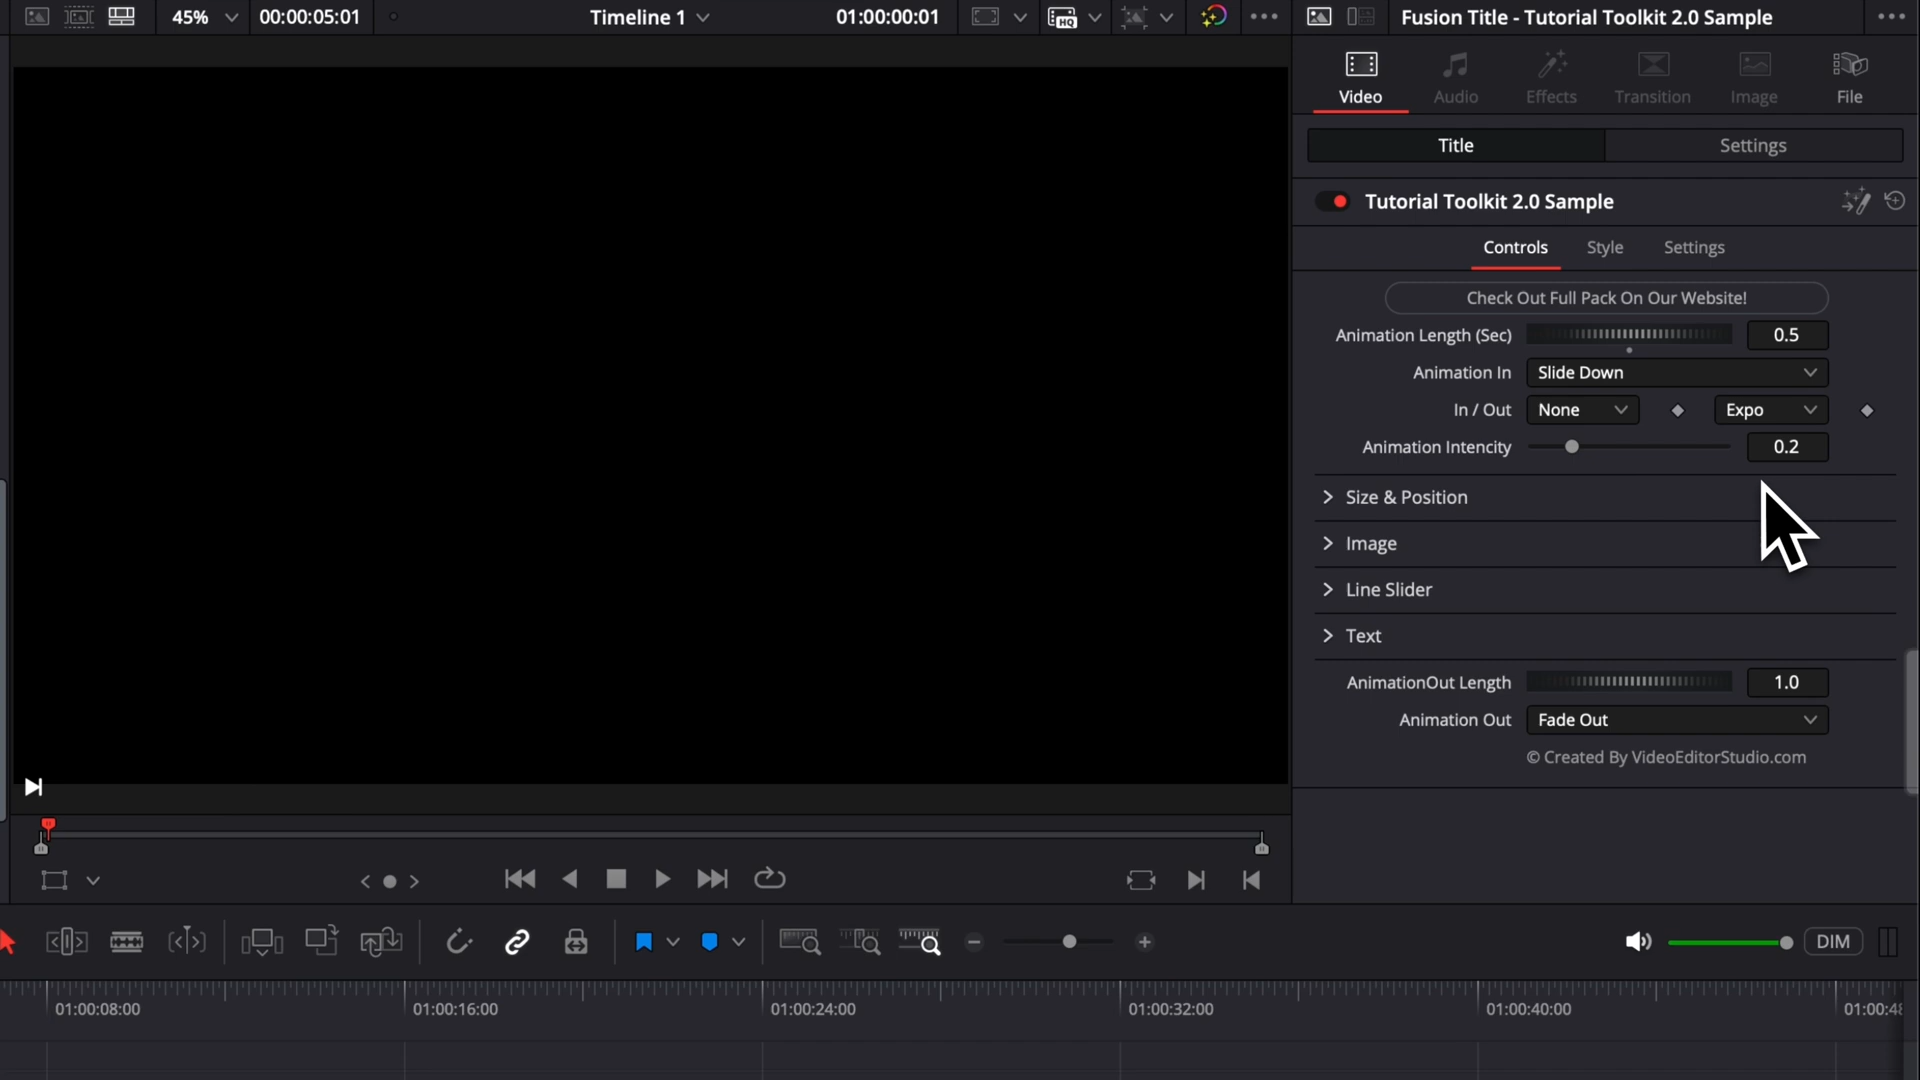 45%
00:00:05:01
Timeline 1
01:00:00:01
HQ
Fusion Title - Tutorial Toolkit 2.0 Sample
Video
Audio
Effects
Transition
Image
File
Title
Settings
Tutorial Toolkit 2.0 Sample
Controls
Style
Settings
Check Out Full Pack On Our Website!
Animation Length (Sec)
0.5
Animation In
Slide Down
In / Out
None
Expo
Animation Intencity
0.2
Size & Position
Image
Line Slider
Text
AnimationOut Length
1.0
Animation Out
Fade Out
© Created By VideoEditorStudio.com
DIM
01:00:08:00
01:00:16:00
01:00:24:00
01:00:32:00
01:00:40:00
01:00:48